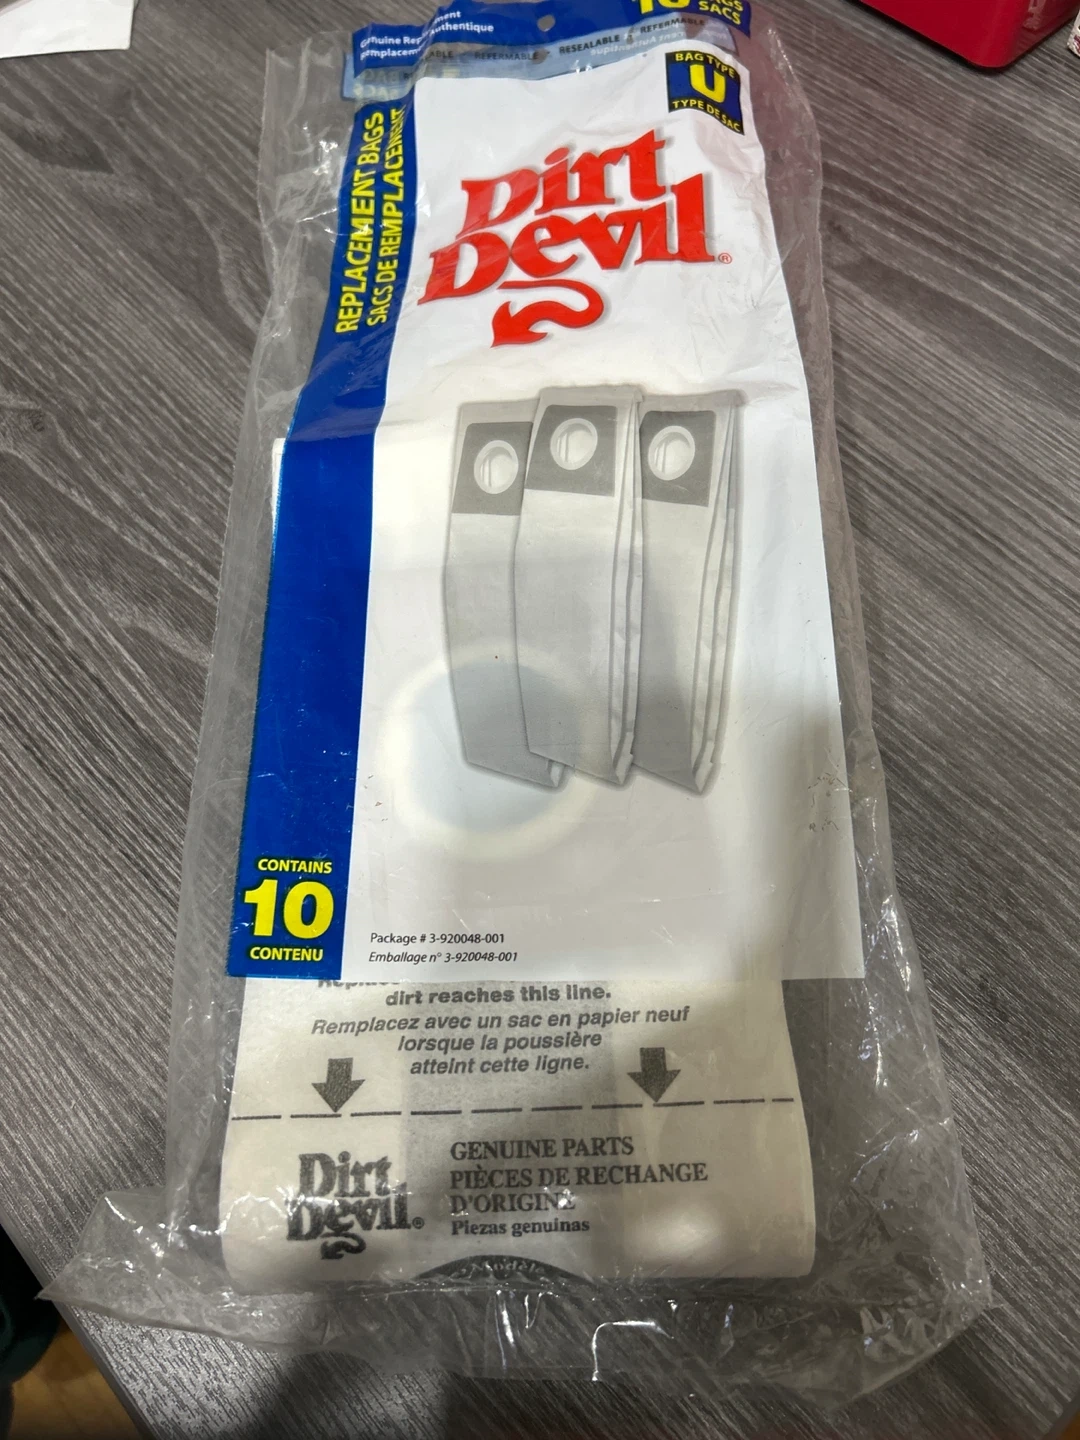 Genuine
Authentique
10
SACS
RESEALABLE
REFERMABLE
REFERMABLE
BAG TYPE
U
TYPE DE SAC
REPLACEMENT BAGS
SACS DE REMPLACEMENT
Dirt
Devil®
CONTAINS
10
CONTENU
Package # 3-920048-001
Emballage n° 3-920048-001
dirt reaches this line.
Remplacez avec un sac en papier neuf
lorsque la poussière
atteint cette ligne.
Dirt
Devil®
GENUINE PARTS
PIÈCES DE RECHANGE
D'ORIGINE
Piezas genuinas